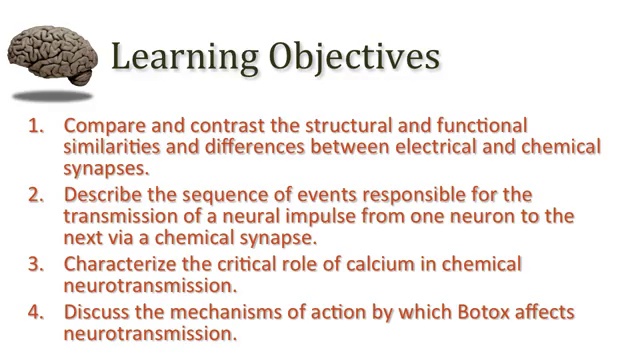 Learning Objectives
1. Compare and contrast the structural and functional
similarities and differences between electrical and chemical
synapses.
2. Describe the sequence of events responsible for the
transmission of a neural impulse from one neuron to the
next via a chemical synapse.
3. Characterize the critical role of calcium in chemical
neurotransmission.
4. Discuss the mechanisms of action by which Botox affects
neurotransmission.